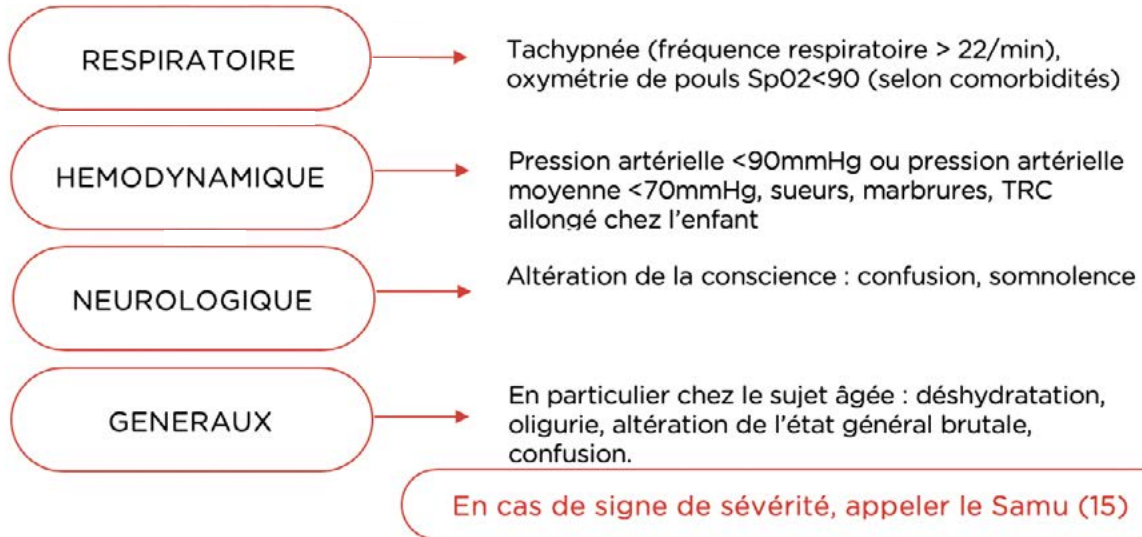 RESPIRATOIRE
Tachypnée (fréquence respiratoire > 22/min),
oxymétrie de pouls Sp02<90 (selon comorbidités)
HEMODYNAMIQUE
Pression artérielle <90mmHg ou pression artérielle
moyenne <70mmHg, sueurs, marbrures, TRC
allongé chez l'enfant
NEUROLOGIQUE
Altération de la conscience : confusion, somnolence
GENERAUX
En particulier chez le sujet âgée : déshydratation,
oligurie, altération de l'état général brutale,
confusion.
En cas de signe de sévérité, appeler le Samu (15)